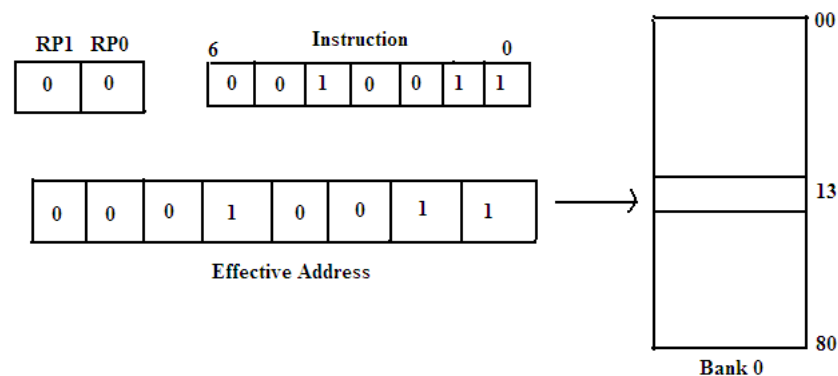 RP1 RP0
0 0
6 Instruction 0
0 0 1 0 0 1 1
0 0 0 1 0 0 1 1
Effective Address
00
13
80
Bank 0